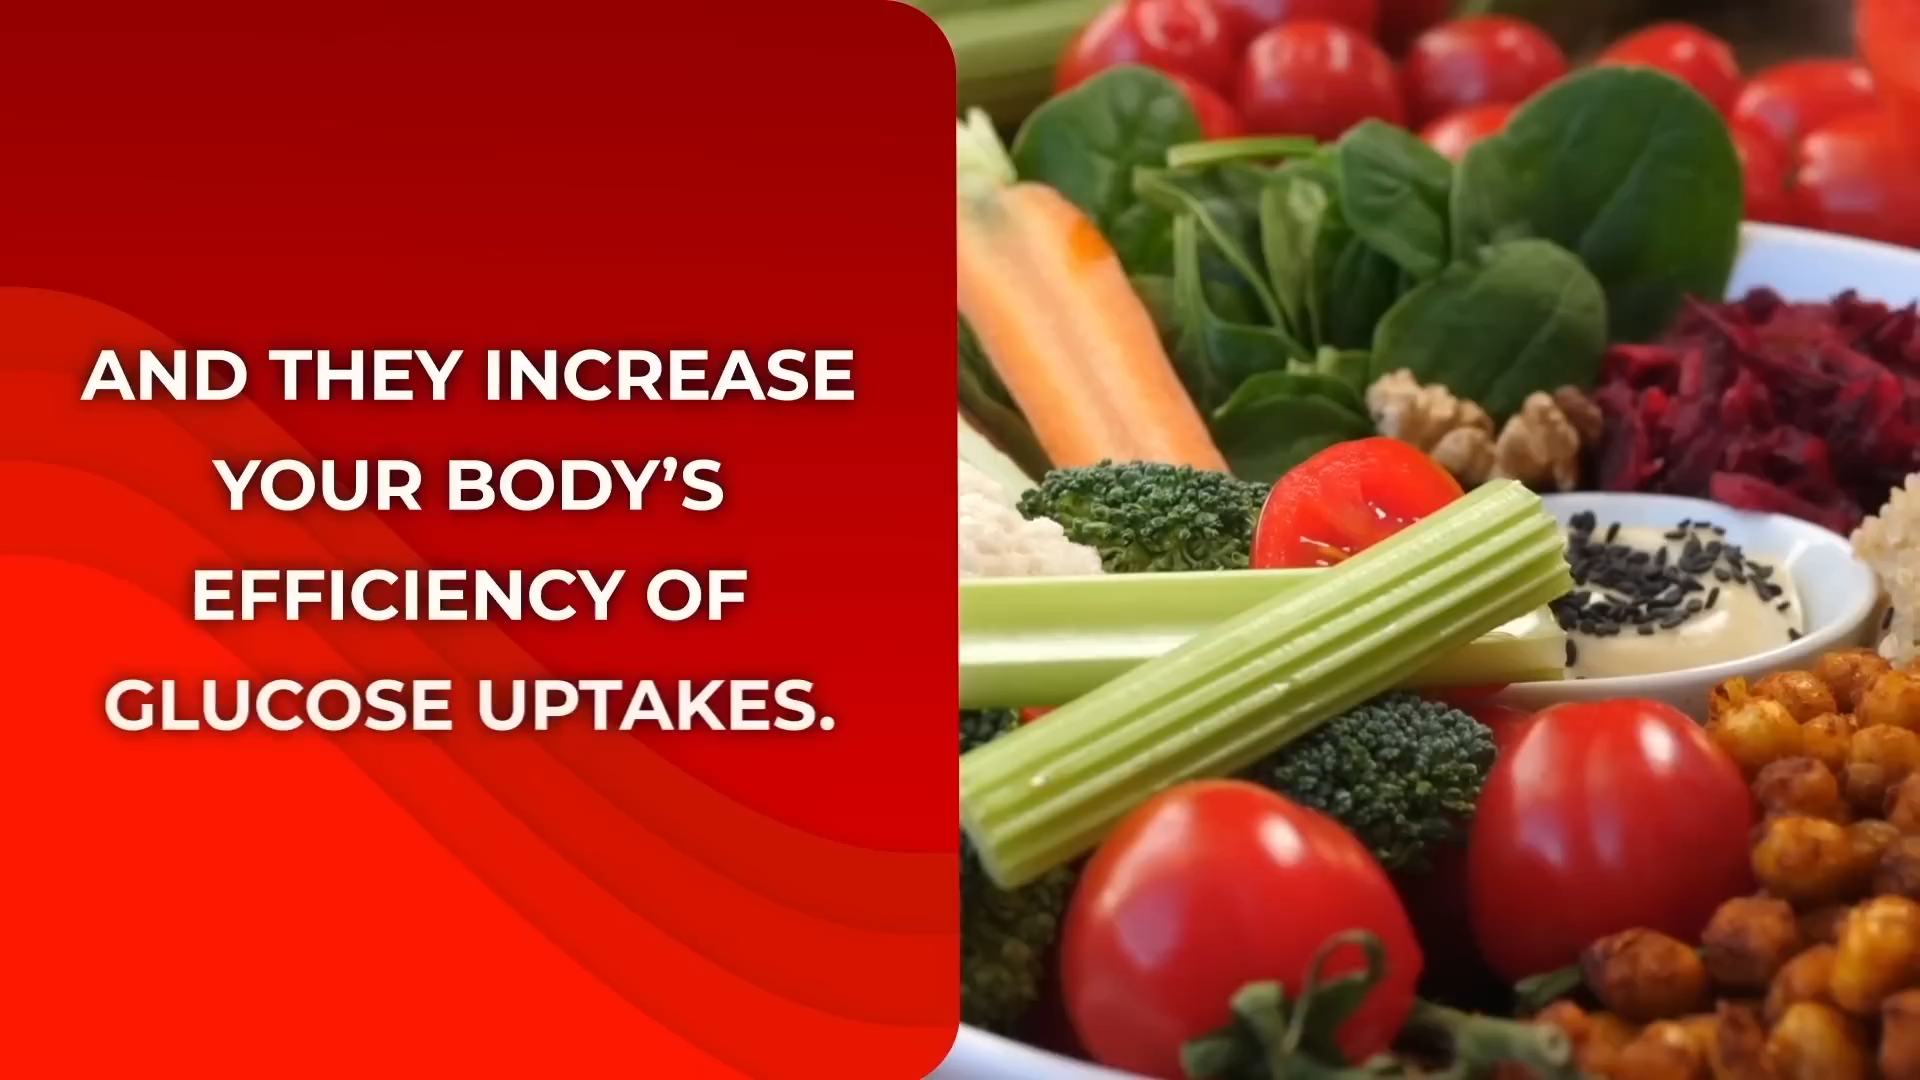 AND THEY INCREASE
YOUR BODY’S
EFFICIENCY OF
GLUCOSE UPTAKES.